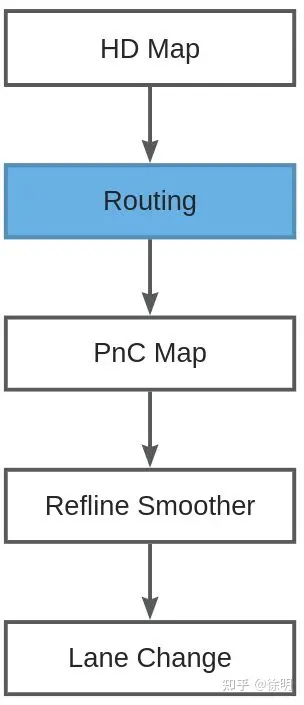 HD Map
Routing
PnC Map
Refline Smoother
Lane Change
知乎 @徐明